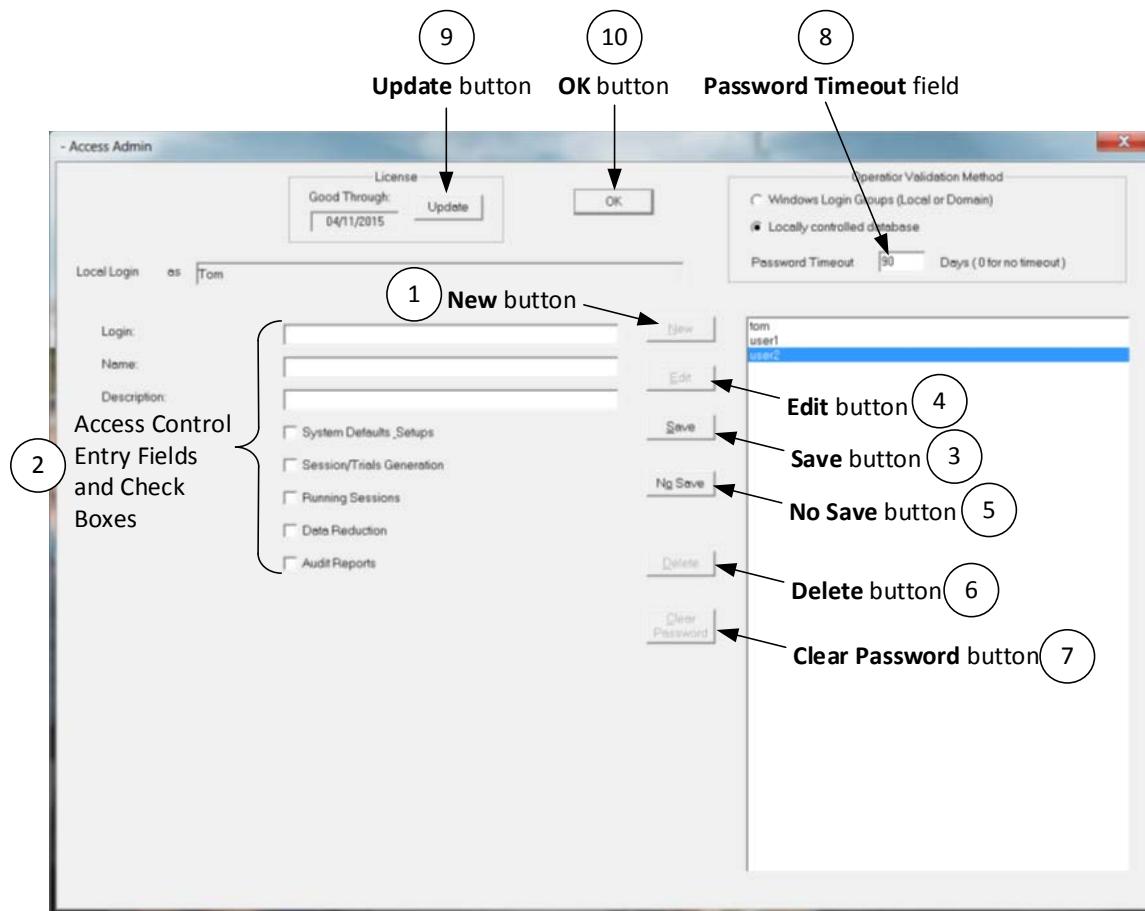 9
10
8
Update button
OK button
Password Timeout field
- Access Admin
License
Good Through:
04/11/2015
Update
OK
Operatior Validation Method
Windows Login Groups (Local or Domain)
Locally controlled database
Password Timeout 90 Days ( 0 for no timeout )
Local Login as Tom
1 New button
Login:
New
tom
user1
user2
Name:
Edit
Description:
Edit button 4
2
Access Control
Entry Fields
and Check
Boxes
System Defaults_Setups
Save
Save button 3
Session/Trials Generation
No Save
Running Sessions
No Save button 5
Data Reduction
Audit Reports
Delete
Delete button 6
Clear
Password
Clear Password button 7